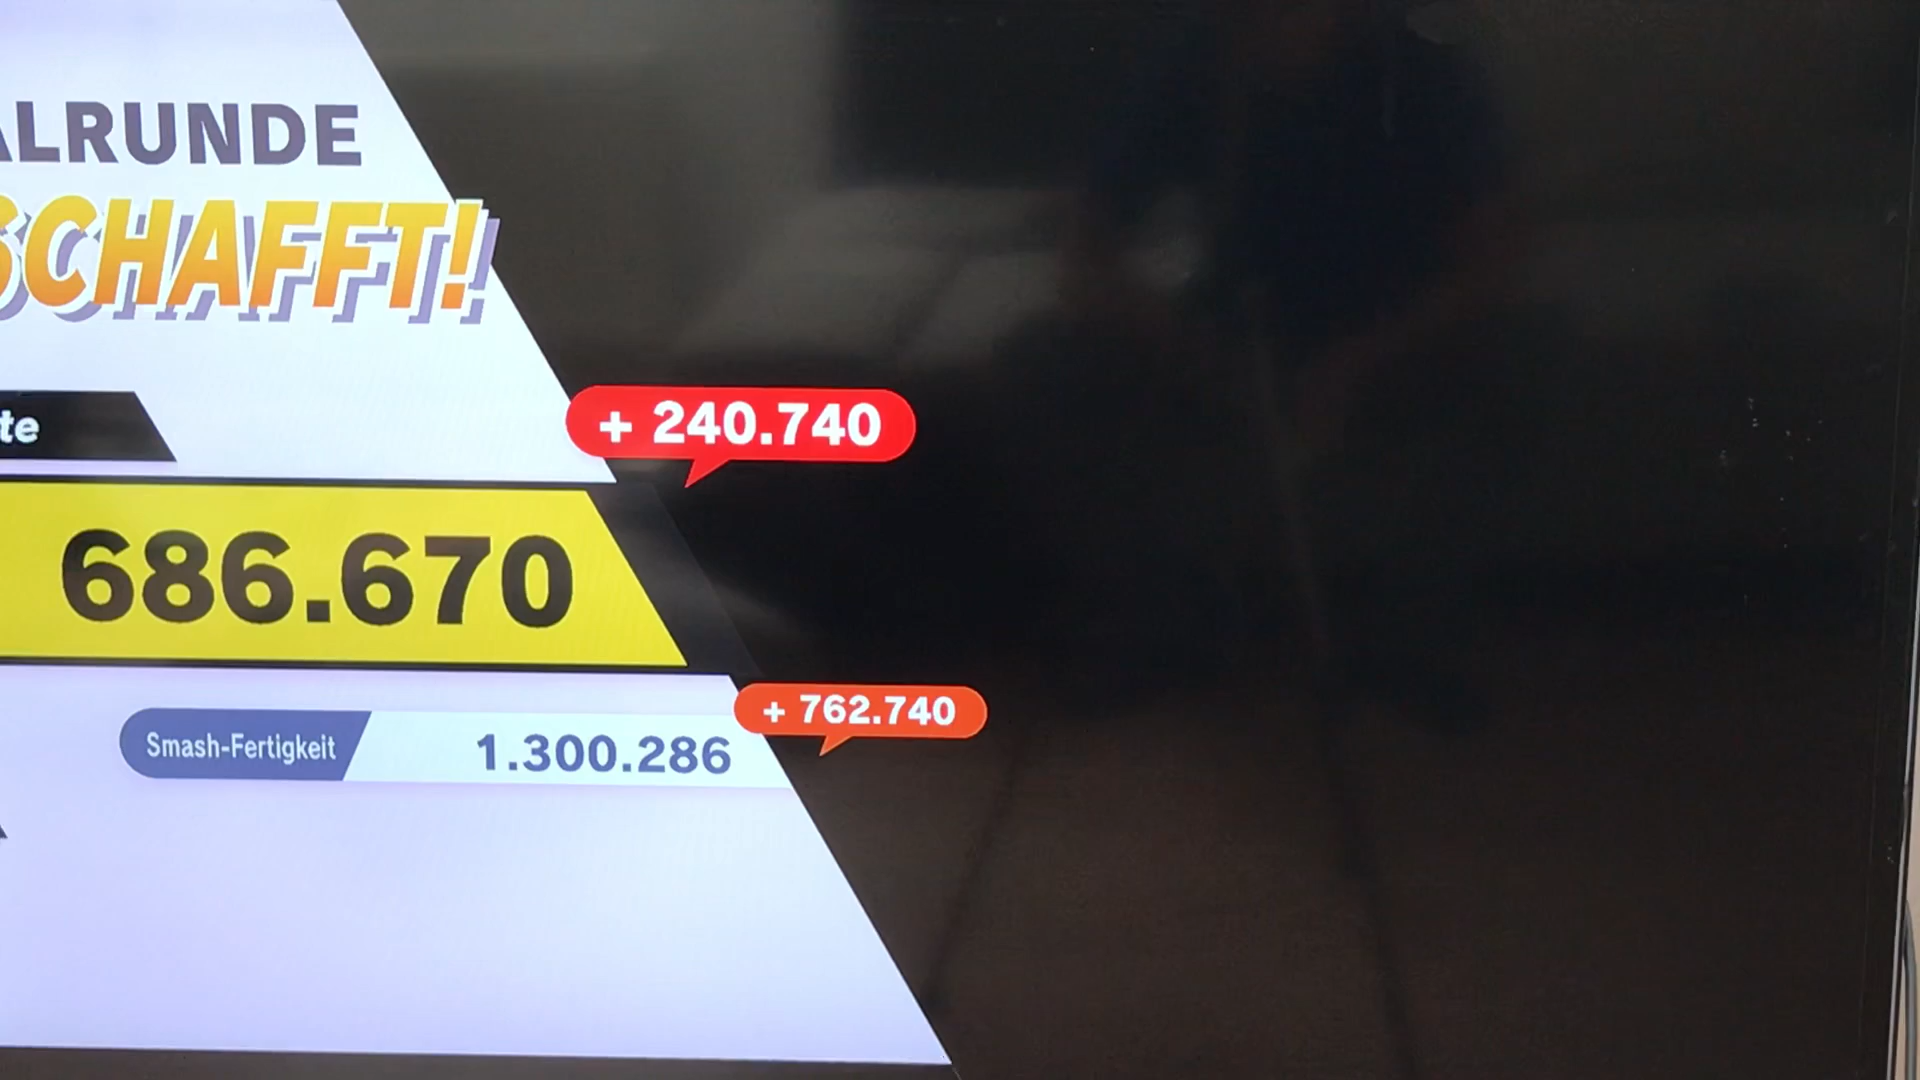 ALRUNDE
SCHAFFT!
te
+ 240.740
686.670
+ 762.740
Smash-Fertigkeit 1.300.286